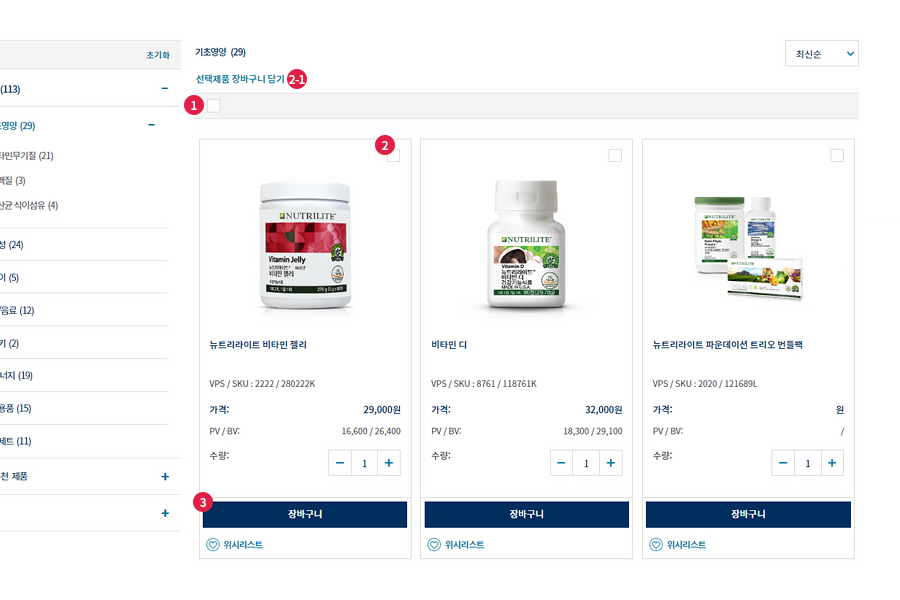 초기화
(113)
영양 (29)
타민무기질 (21)
백질 (3)
산균 식이섬유 (4)
성 (24)
이 (5)
/음료 (12)
키 (2)
너지 (19)
용품 (15)
세트 (11)
천 제품
기초영양 (29)
최신순
선택제품 장바구니 담기
2-1
1
2
NUTRILITE
Vitamin Jelly
뉴트리라이트
비타민 젤리
뉴트리라이트 비타민 젤리
VPS / SKU : 2222 / 280222K
가격: 29,000원
PV / BV: 16,600 / 26,400
수량: 1
3
장바구니
위시리스트
NUTRILITE
Vitamin D
뉴트리라이트
비타민 디
건강기능식품
MADE IN U.S.A
비타민 디
VPS / SKU : 8761 / 118761K
가격: 32,000원
PV / BV: 18,300 / 29,100
수량: 1
장바구니
위시리스트
NUTRILITE
NUTRILITE
뉴트리라이트 파운데이션 트리오 번들팩
VPS / SKU : 2020 / 121689L
가격: 원
PV / BV: /
수량: 1
장바구니
위시리스트